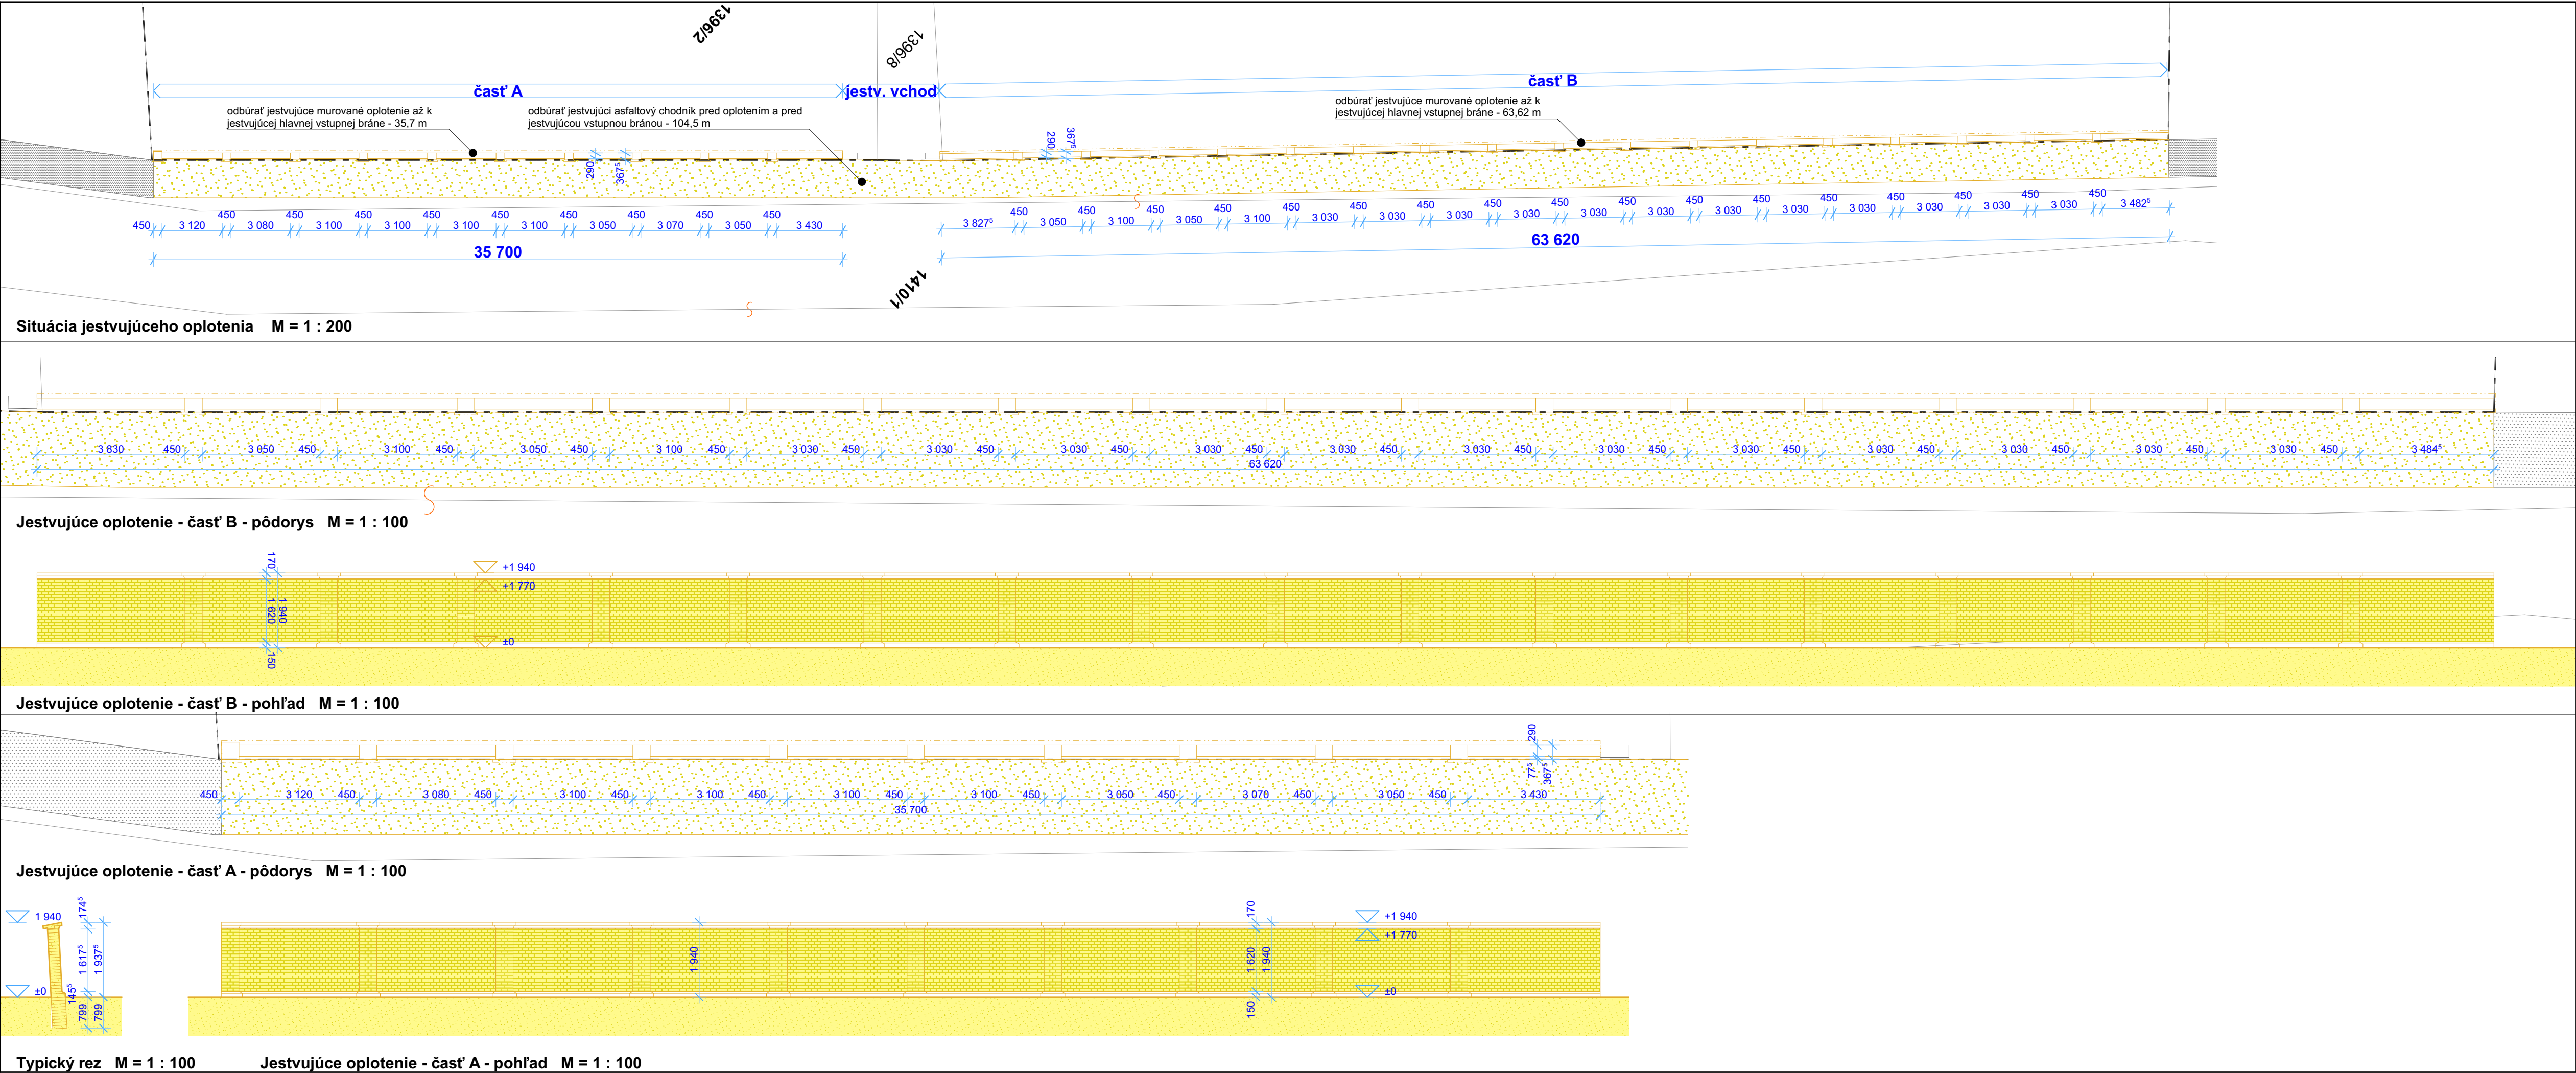 1396/2
1396/8
časť A
jestv. vchod
časť B
odbúrať jestvujúce murované oplotenie až k
jestvujúcej hlavnej vstupnej bráne - 35,7 m
odbúrať jestvujúci asfaltový chodník pred oplotením a pred
jestvujúcou vstupnou bránou - 104,5 m
odbúrať jestvujúce murované oplotenie až k
jestvujúcej hlavnej vstupnej bráne - 63,62 m
290
367⁵
290
367⁵
450 3 120 450 3 080 450 3 100 450 3 100 450 3 100 450 3 100 450 3 050 450 3 070 450 3 050 450 3 430
35 700
3 827⁵ 450 3 050 450 3 100 450 3 050 450 3 100 450 3 030 450 3 030 450 3 030 450 3 030 450 3 030 450 3 030 450 3 030 450 3 030 450 3 030 450 3 030 450 3 030 450 3 030 450 3 482⁵
63 620
1410/1
Situácia jestvujúceho oplotenia M = 1 : 200
3 830 450 3 050 450 3 100 450 3 050 450 3 100 450 3 030 450 3 030 450 3 030 450 3 030 450 3 030 450 3 030 450 3 030 450 3 030 450 3 030 450 3 030 450 3 030 450 3 030 450 3 484⁵
63 620
Jestvujúce oplotenie - časť B - pôdorys M = 1 : 100
170
1 620
1 940
150
+1 940
+1 770
±0
Jestvujúce oplotenie - časť B - pohľad M = 1 : 100
290
77⁵
367⁵
450 3 120 450 3 080 450 3 100 450 3 100 450 3 100 450 3 100 450 3 050 450 3 070 450 3 050 450 3 430
35 700
Jestvujúce oplotenie - časť A - pôdorys M = 1 : 100
1 940
±0
174⁵
1 617⁵
1 937⁵
145⁵
799
799
1 940
170
1 620
1 940
150
+1 940
+1 770
±0
Typický rez M = 1 : 100
Jestvujúce oplotenie - časť A - pohľad M = 1 : 100